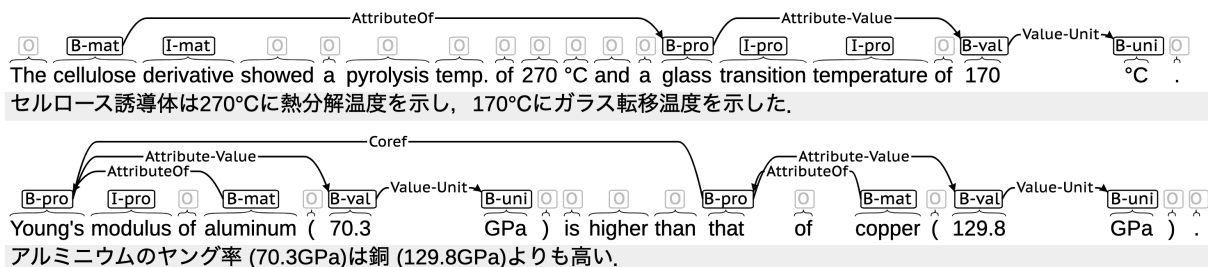 AttributeOf Attribute-Value Value-Unit
O B-mat I-mat O O O O O O O O O B-pro I-pro I-pro O B-val B-uni O
The cellulose derivative showed a pyrolysis temp. of 270 °C and a glass transition temperature of 170 °C .
セルロース誘導体は270°Cに熱分解温度を示し，170°Cにガラス転移温度を示した.
Coref
Attribute-Value Attribute-Value
AttributeOf Value-Unit AttributeOf Value-Unit
B-pro I-pro O B-mat O B-val B-uni O O O O B-pro O B-mat O B-val B-uni O O
Young's modulus of aluminum ( 70.3 GPa ) is higher than that of copper ( 129.8 GPa ) .
アルミニウムのヤング率 (70.3GPa)は銅 (129.8GPa)よりも高い.